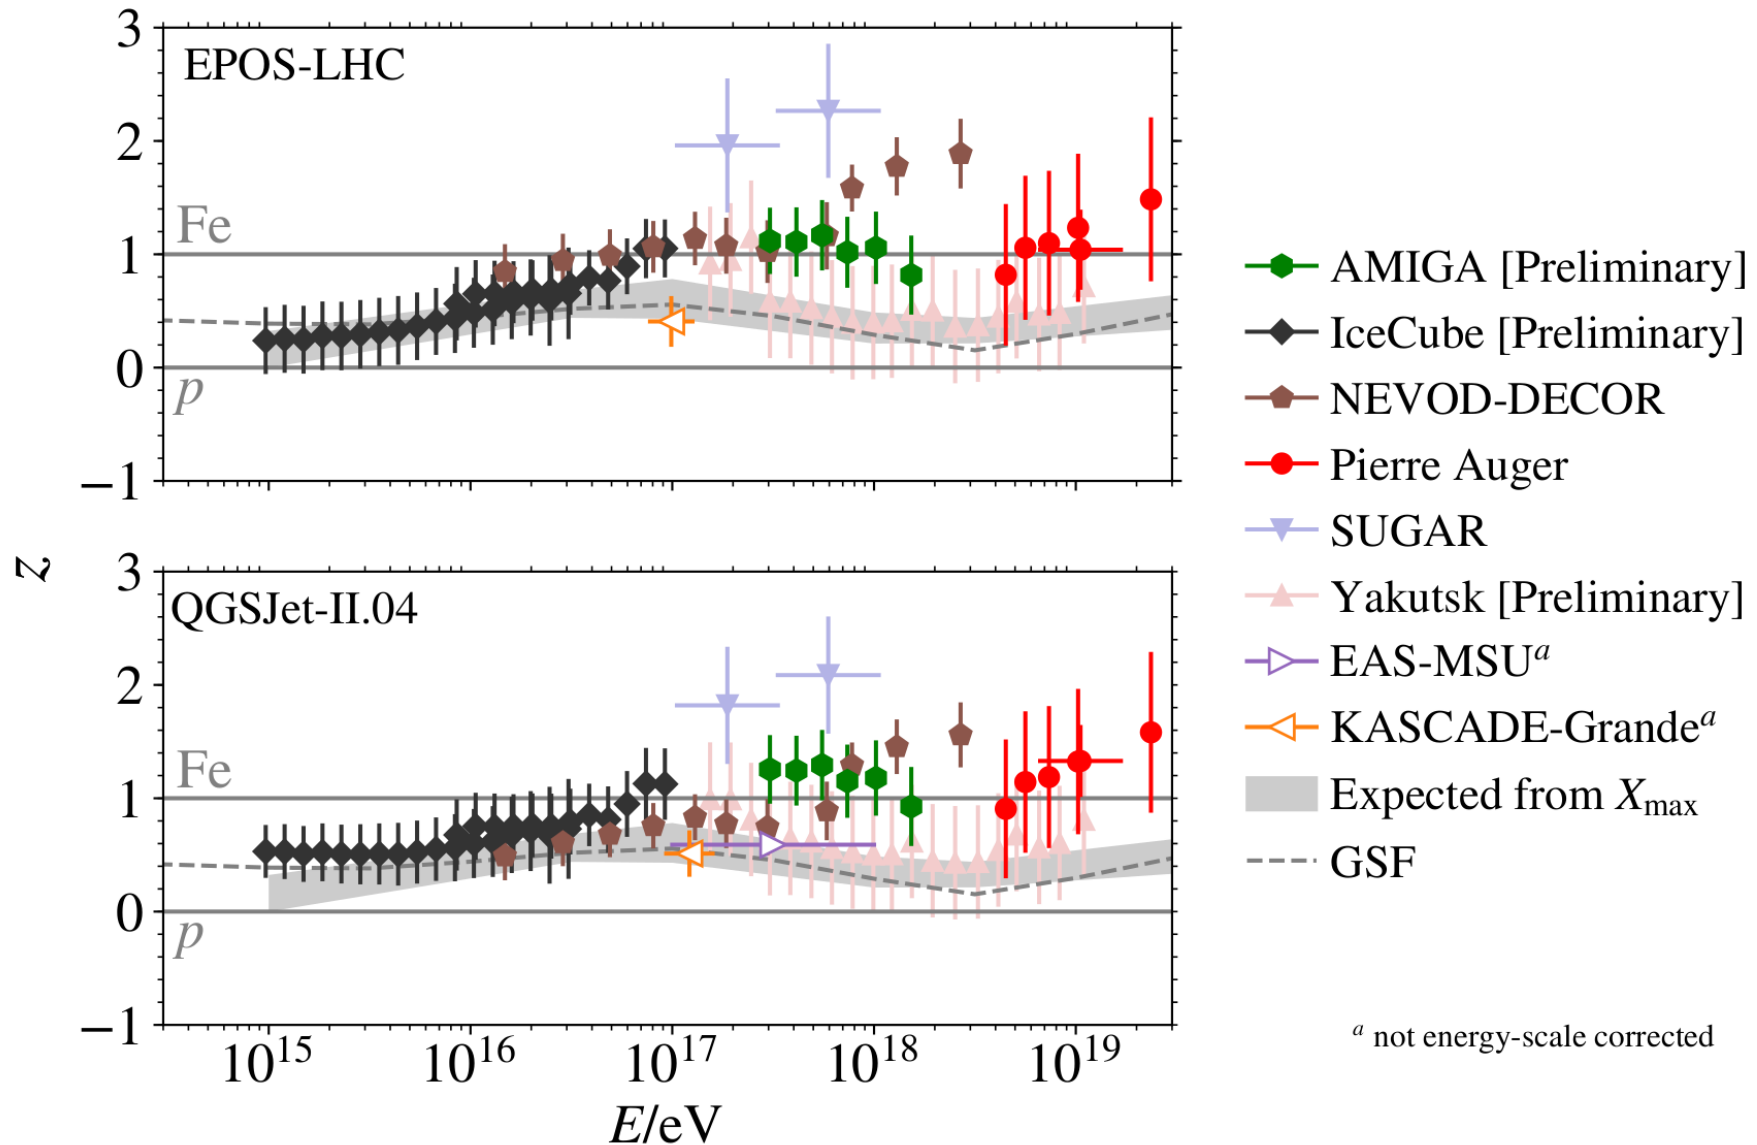 3
EPOS-LHC
2
Fe
1
0
p
−1
z
3
QGSJet-II.04
2
Fe
1
0
p
−1
10^15 10^16 10^17 10^18 10^19
E/eV
AMIGA [Preliminary]
IceCube [Preliminary]
NEVOD-DECOR
Pierre Auger
SUGAR
Yakutsk [Preliminary]
EAS-MSU^a
KASCADE-Grande^a
Expected from X_max
GSF
^a not energy-scale corrected